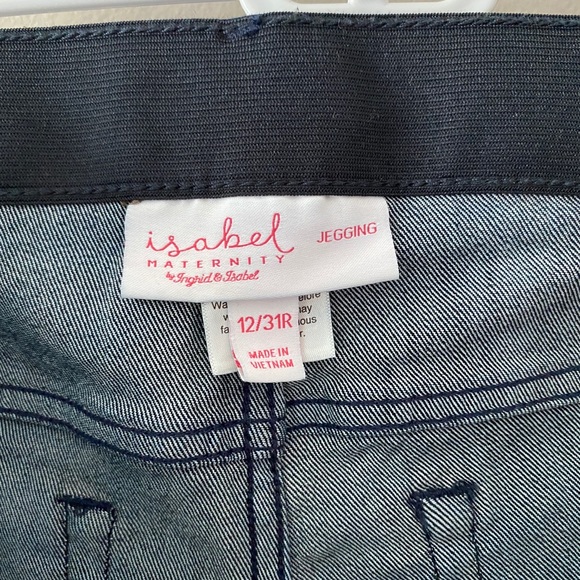 isabel
MATERNITY
by Ingrid & Isabel
JEGGING
12/31R
MADE IN
VIETNAM